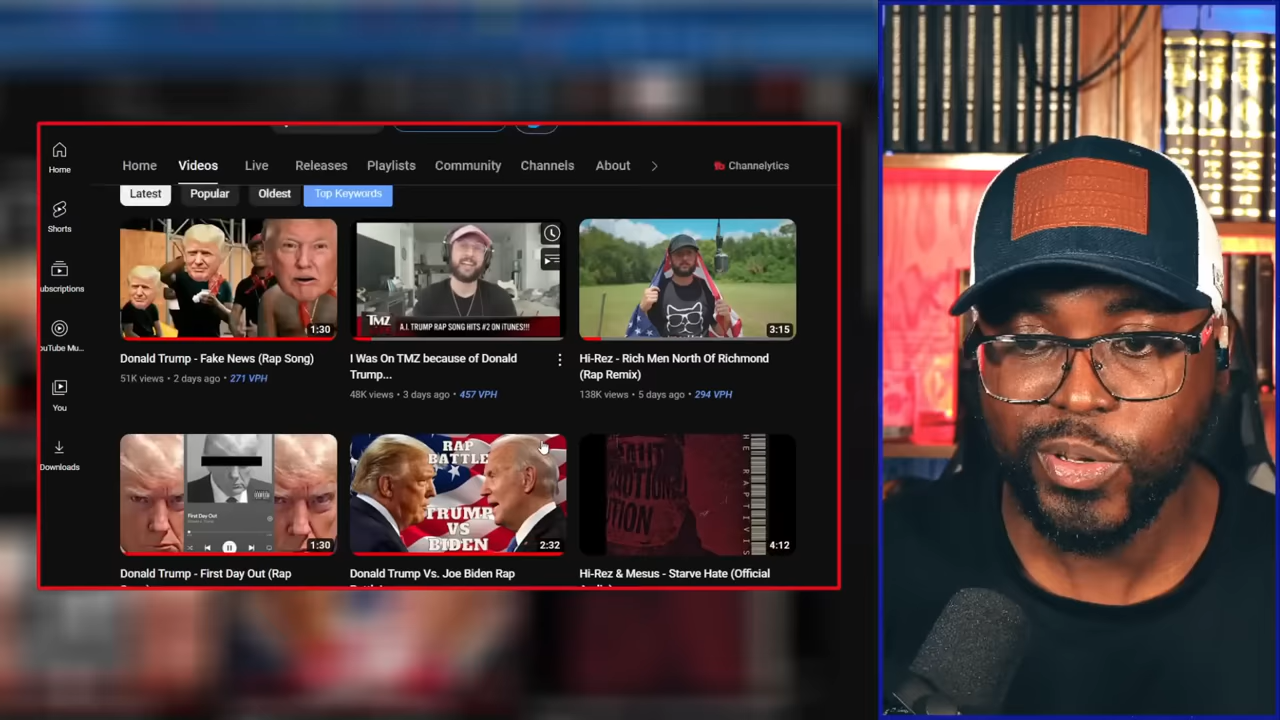 Home
Videos
Live
Releases
Playlists
Community
Channels
About
Channelytics
Latest
Popular
Oldest
Top Keywords
Home
Shorts
ubscriptions
ouTube Mu...
You
Downloads
1:30
Donald Trump - Fake News (Rap Song)
51K views • 2 days ago • 271 VPH
TMZ
A.I. TRUMP RAP SONG HITS #2 ON iTUNES!!!
I Was On TMZ because of Donald
Trump...
48K views • 3 days ago • 457 VPH
3:15
Hi-Rez - Rich Men North Of Richmond
(Rap Remix)
138K views • 5 days ago • 294 VPH
First Day Out
1:30
Donald Trump - First Day Out (Rap
RAP
BATTLE
TRUMP
VS
BIDEN
2:32
Donald Trump Vs. Joe Biden Rap
HE RAPTIVIS
4:12
Hi-Rez & Mesus - Starve Hate (Official